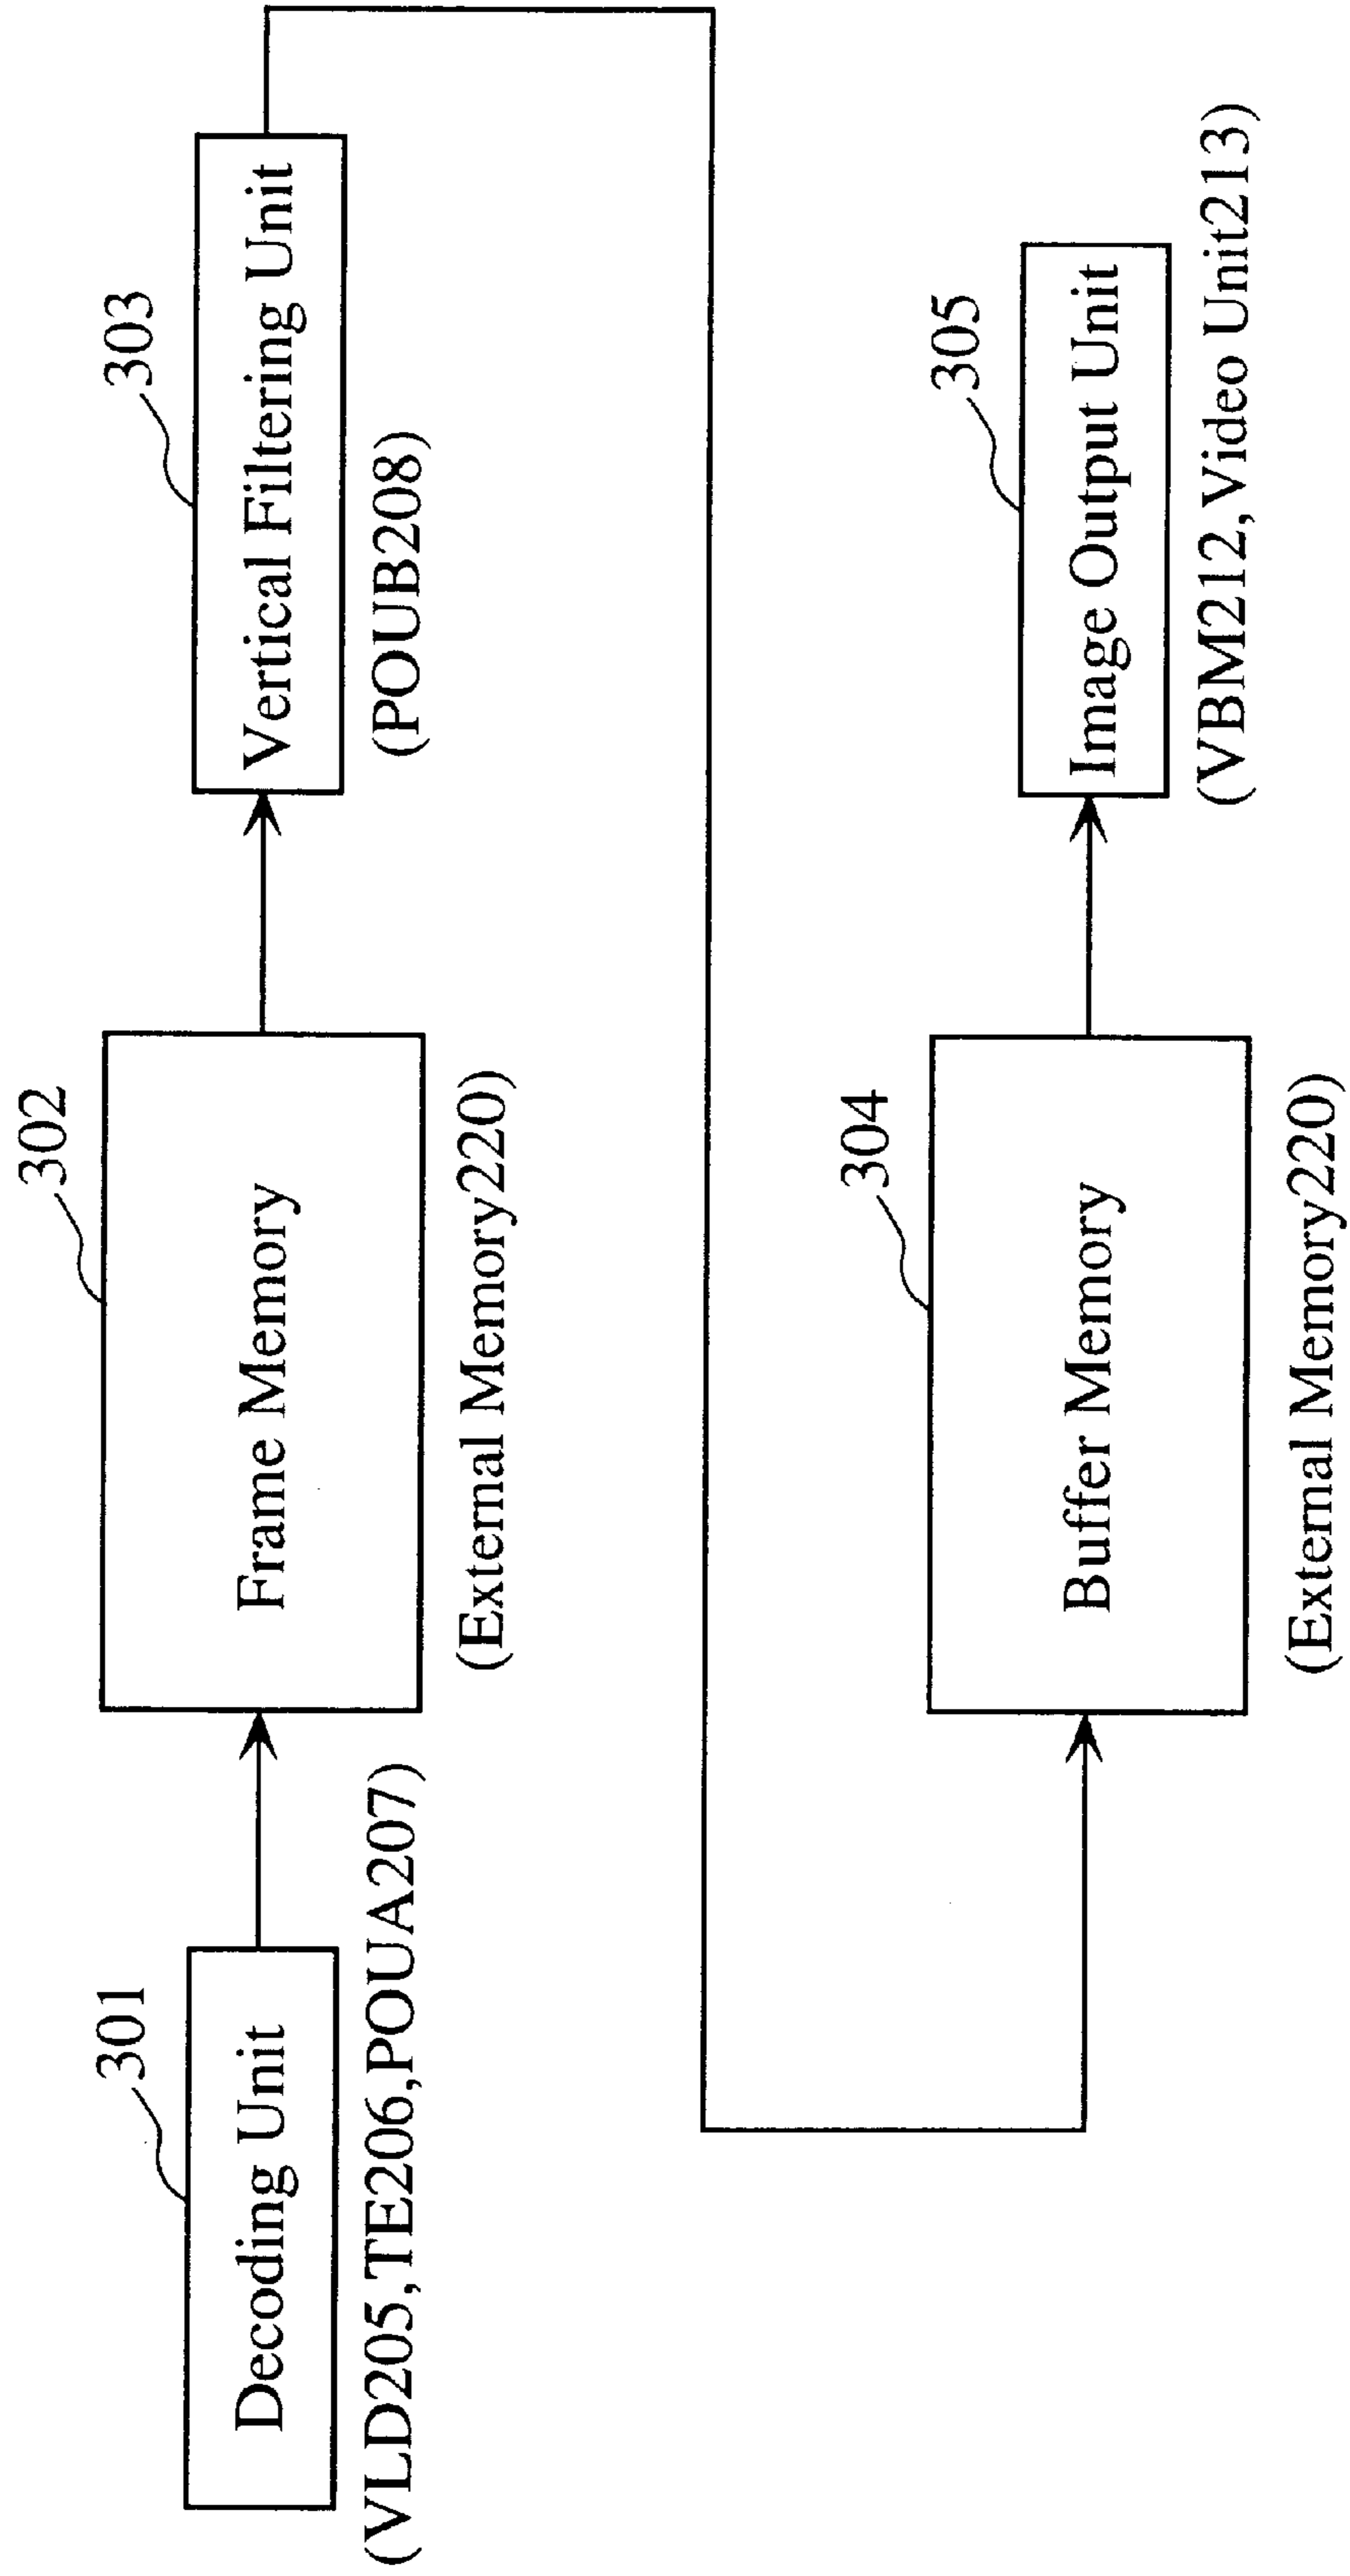 301
Decoding Unit
(VLD205,TE206,POUA207)
302
Frame Memory
(External Memory220)
303
Vertical Filtering Unit
(POUB208)
304
Buffer Memory
(External Memory220)
305
Image Output Unit
(VBM212,Video Unit213)